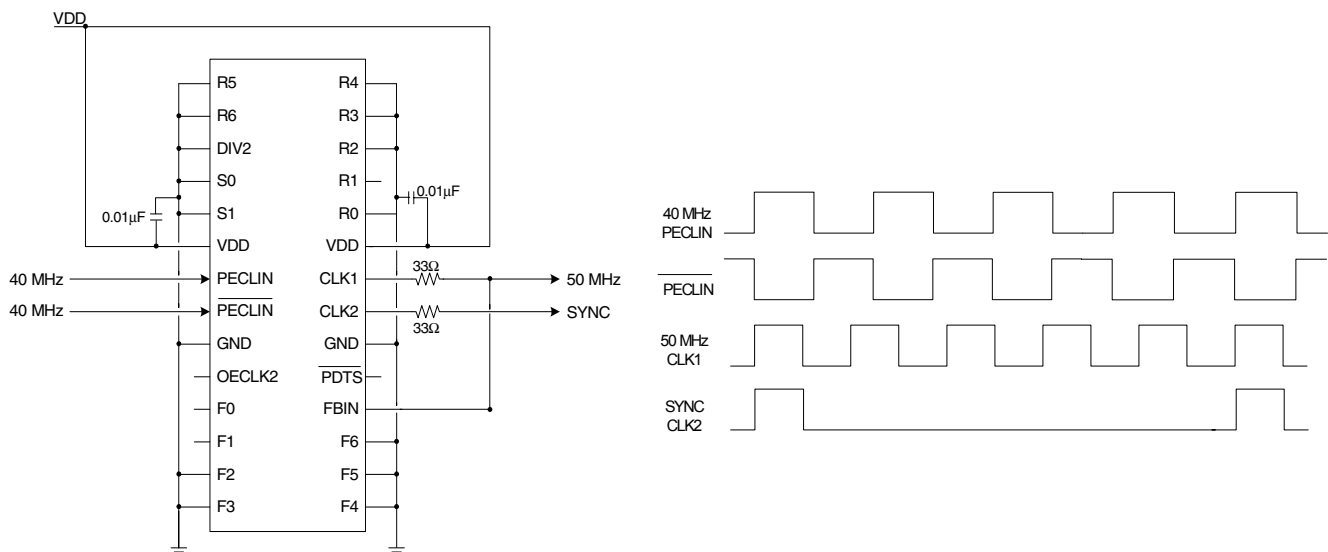 VDD
R5 R4
R6 R3
DIV2 R2
S0 R1
0.01µF
0.01µF
S1 R0
VDD VDD
40 MHz PECLIN CLK1 33Ω 50 MHz
40 MHz PECLIN CLK2 33Ω SYNC
GND GND
OECLK2 PDTS
F0 FBIN
F1 F6
F2 F5
F3 F4
40 MHz
PECLIN
PECLIN
50 MHz
CLK1
SYNC
CLK2